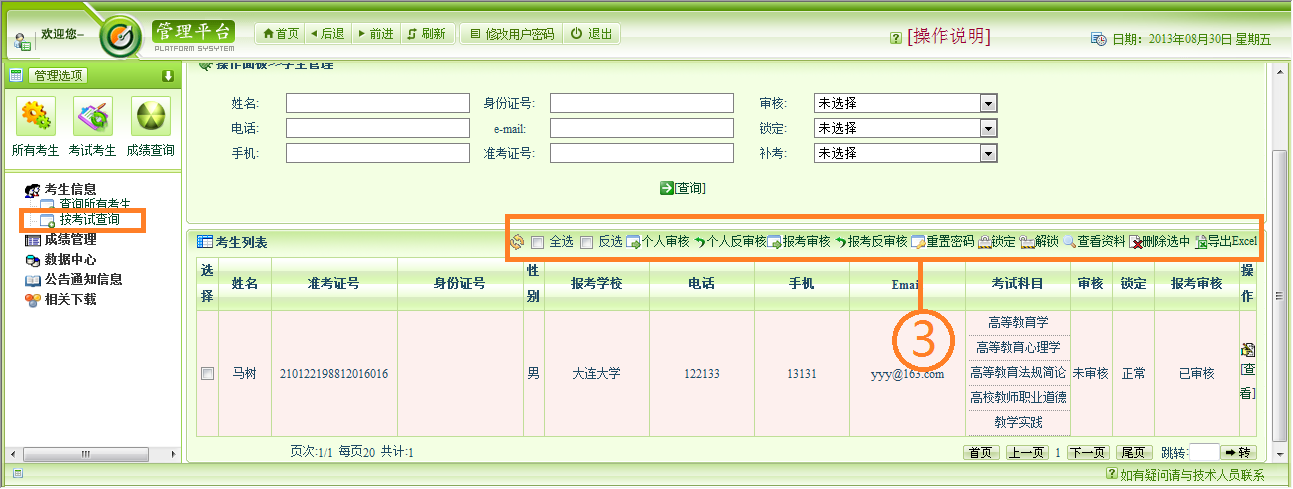 欢迎您-
管理平台
PLATFORM SYSYTEM
首页 后退 前进 刷新 修改用户密码 退出
[操作说明]
日期：2013年08月30日 星期五
管理选项
所有考生 考试考生 成绩查询
考生信息
查询所有考生
按考试查询
成绩管理
数据中心
公告通知信息
相关下载
操作面板>>学生管理
姓名: 身份证号: 审核: 未选择
电话: e-mail: 锁定: 未选择
手机: 准考证号: 补考: 未选择
[查询]
考生列表 全选 反选 个人审核 个人反审核 报考审核 报考反审核 重置密码 锁定 解锁 查看资料 删除选中 导出Excel
选择 姓名 准考证号 身份证号 性别 报考学校 电话 手机 Email 考试科目 审核 锁定 报考审核 操作
马树 210122198812016016 男 大连大学 122133 13131 yyy@163.com
高等教育学
高等教育心理学
高等教育法规简论
高校教师职业道德
教学实践
未审核 正常 已审核 [查看]
3
页次:1/1 每页20 共计:1
首页 上一页 1 下一页 尾页 跳转: 转
如有疑问请与技术人员联系